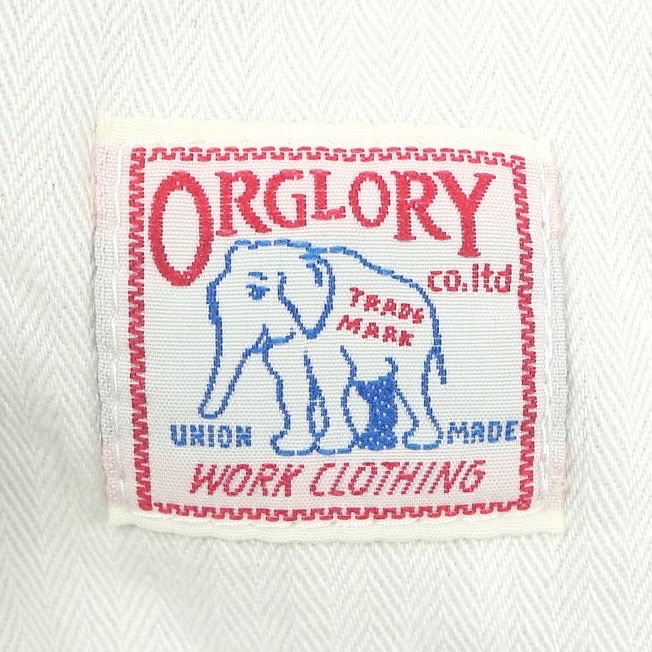 ORGLORY
co.ltd
TRADE
MARK
UNION MADE
WORK CLOTHING